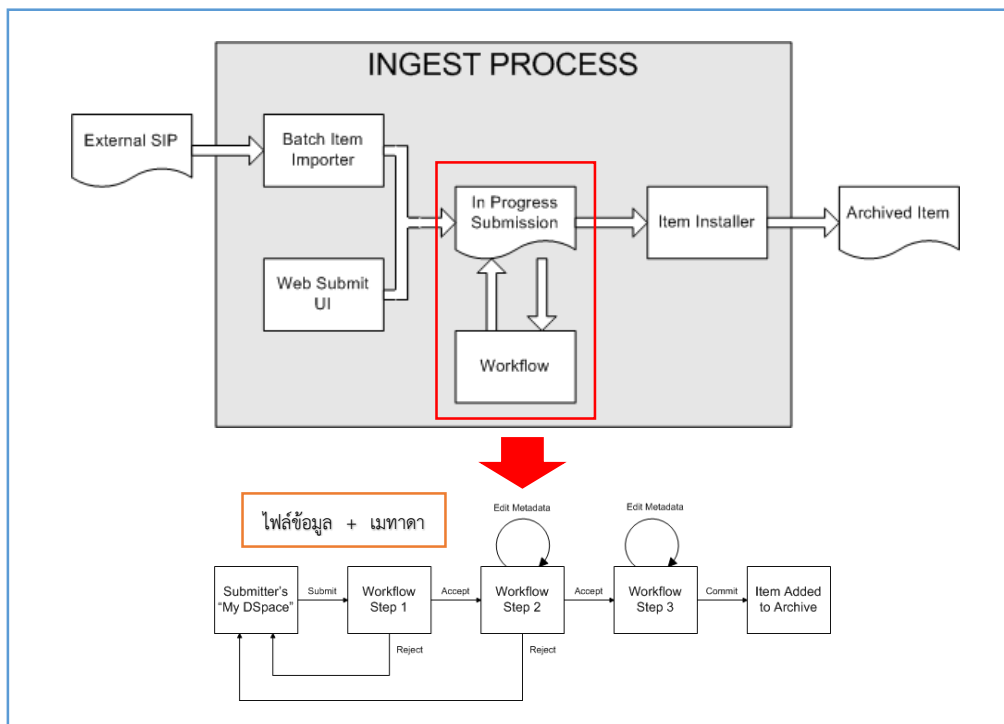 INGEST PROCESS
External SIP
Batch Item
Importer
In Progress
Submission
Item Installer
Archived Item
Web Submit
UI
Workflow
ไฟล์ข้อมูล + เมทาดา
Edit Metadata
Edit Metadata
Submitter's
"My DSpace"
Submit
Workflow
Step 1
Accept
Workflow
Step 2
Accept
Workflow
Step 3
Commit
Item Added
to Archive
Reject
Reject